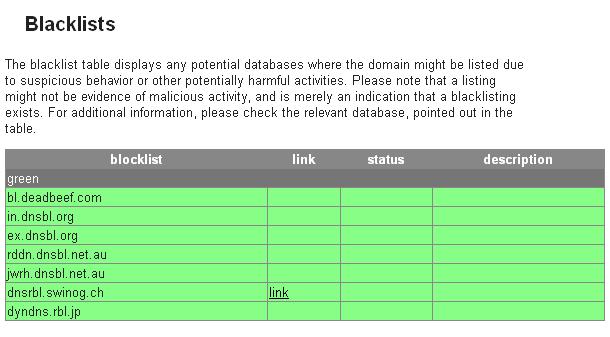 Blacklists
The blacklist table displays any potential databases where the domain might be listed due
to suspicious behavior or other potentially harmful activities. Please note that a listing
might not be evidence of malicious activity, and is merely an indication that a blacklisting
exists. For additional information, please check the relevant database, pointed out in the
table.
blocklist link status description
green
bl.deadbeef.com
in.dnsbl.org
ex.dnsbl.org
rddn.dnsbl.net.au
jwrh.dnsbl.net.au
dnsrbl.swinog.ch link
dyndns.rbl.jp